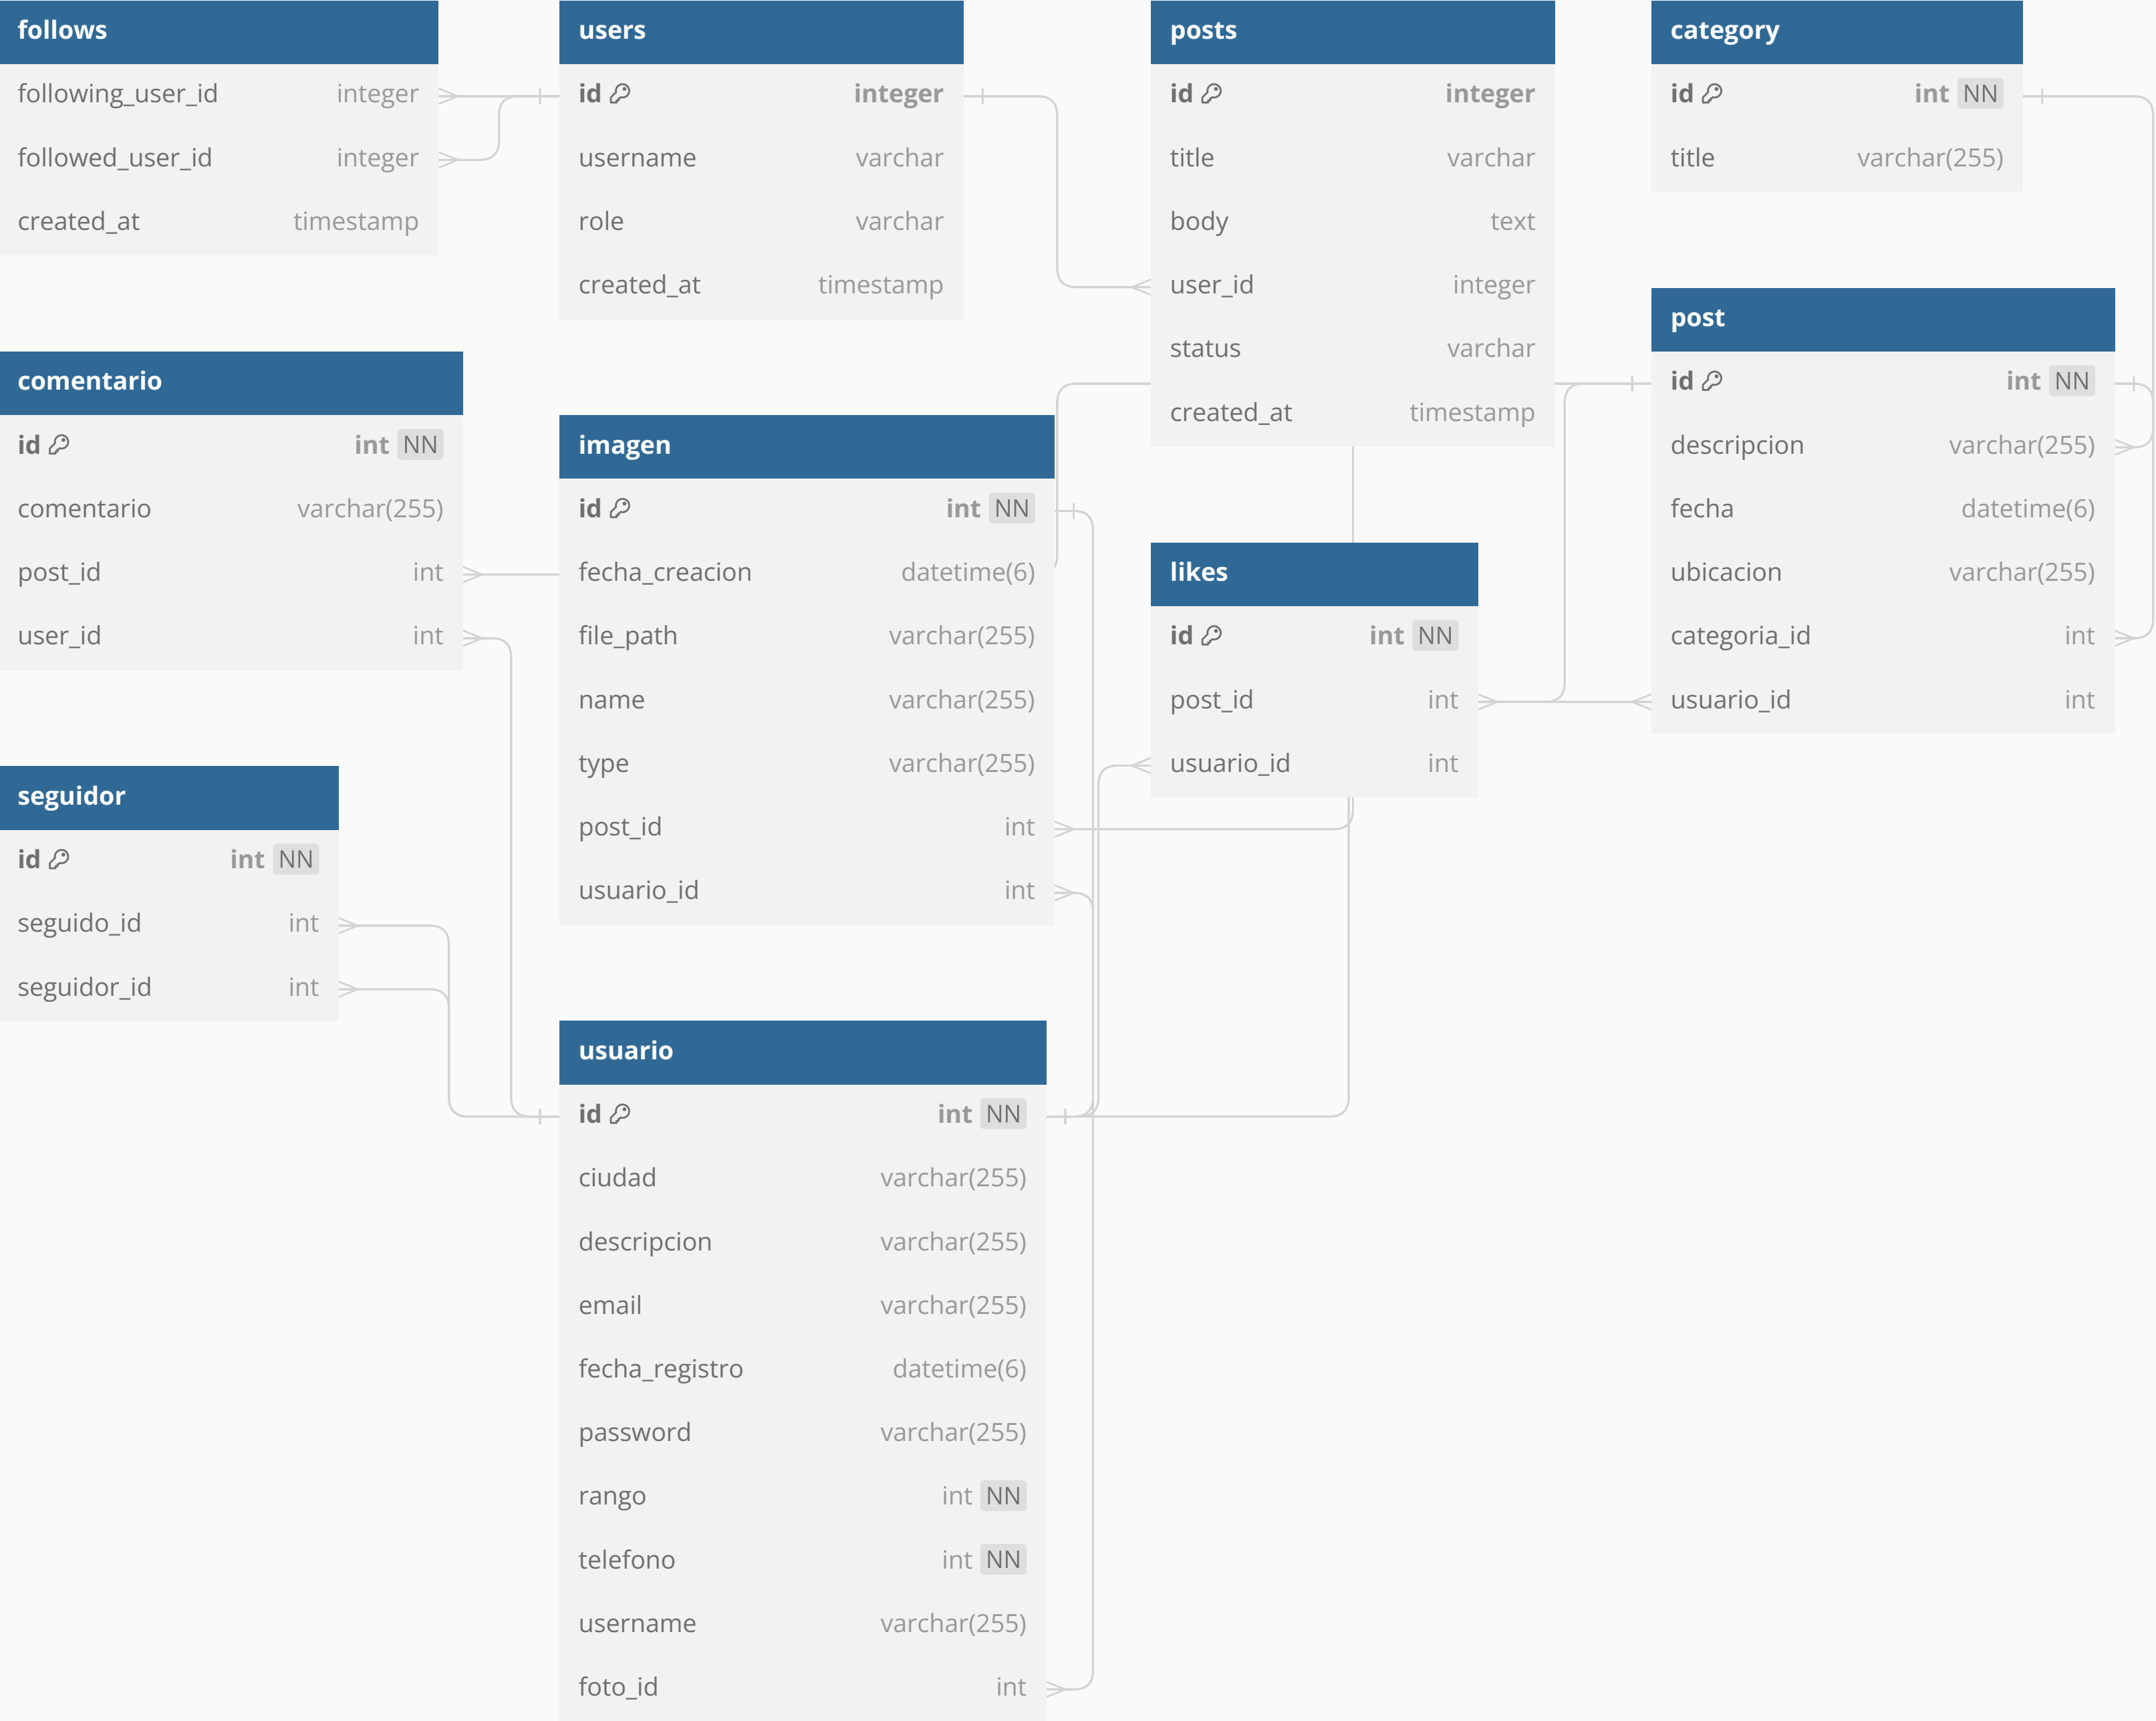 follows
following_user_id integer
followed_user_id integer
created_at timestamp
users
id integer
username varchar
role varchar
created_at timestamp
posts
id integer
title varchar
body text
user_id integer
status varchar
created_at timestamp
category
id int NN
title varchar(255)
post
id int NN
descripcion varchar(255)
fecha datetime(6)
ubicacion varchar(255)
categoria_id int
usuario_id int
comentario
id int NN
comentario varchar(255)
post_id int
user_id int
imagen
id int NN
fecha_creacion datetime(6)
file_path varchar(255)
name varchar(255)
type varchar(255)
post_id int
usuario_id int
likes
id int NN
post_id int
usuario_id int
seguidor
id int NN
seguido_id int
seguidor_id int
usuario
id int NN
ciudad varchar(255)
descripcion varchar(255)
email varchar(255)
fecha_registro datetime(6)
password varchar(255)
rango int NN
telefono int NN
username varchar(255)
foto_id int